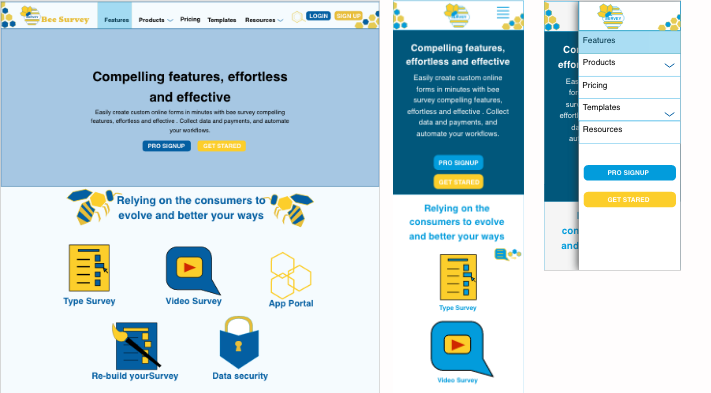 SURVEY
Bee Survey
Features
Products
Pricing
Templates
Resources
LOGIN
SIGN UP
Compelling features, effortless
and effective
Easily create custom online
forms in minutes with bee
survey compelling
features, effortless and effective . Collect
data and payments, and automate
your workflows.
PRO SIGNUP
GET STARED
Relying on the consumers to
evolve and better your ways
Type Survey
Video Survey
App Portal
Re-build yourSurvey
Data security
SURVEY
Compelling features,
effortless and effective
Easily create custom online
forms in minutes with bee
survey compelling features,
effortless and effective . Collect
data and payments, and
automate your workflows.
PRO SIGNUP
GET STARED
Relying on the
consumers to evolve
and better your ways
Type Survey
Video Survey
SURVEY
Features
Products
Pricing
Templates
Resources
PRO SIGNUP
GET STARED